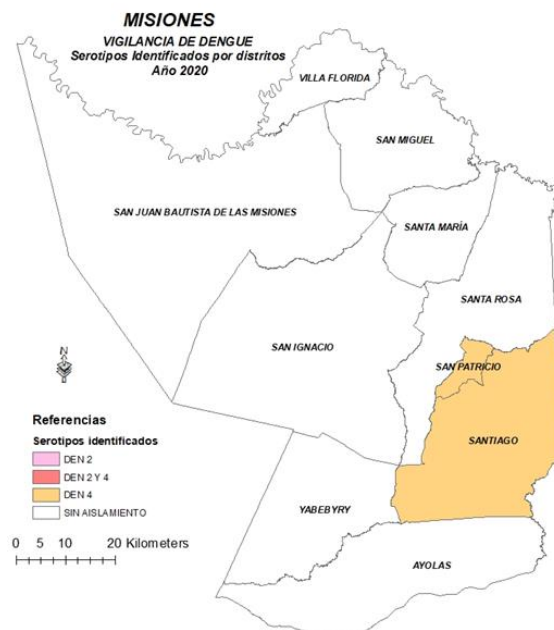 MISIONES
VIGILANCIA DE DENGUE
Serotipos Identificados por distritos
Año 2020
VILLA FLORIDA
SAN MIGUEL
SAN JUAN BAUTISTA DE LAS MISIONES
SANTA MARÍA
SANTA ROSA
SAN IGNACIO
SAN PATRICIO
SANTIAGO
YABEBYRY
AYOLAS
N
Referencias
Serotipos identificados
DEN 2
DEN 2 Y 4
DEN 4
SIN AISLAMIENTO
0 5 10 20 Kilometers